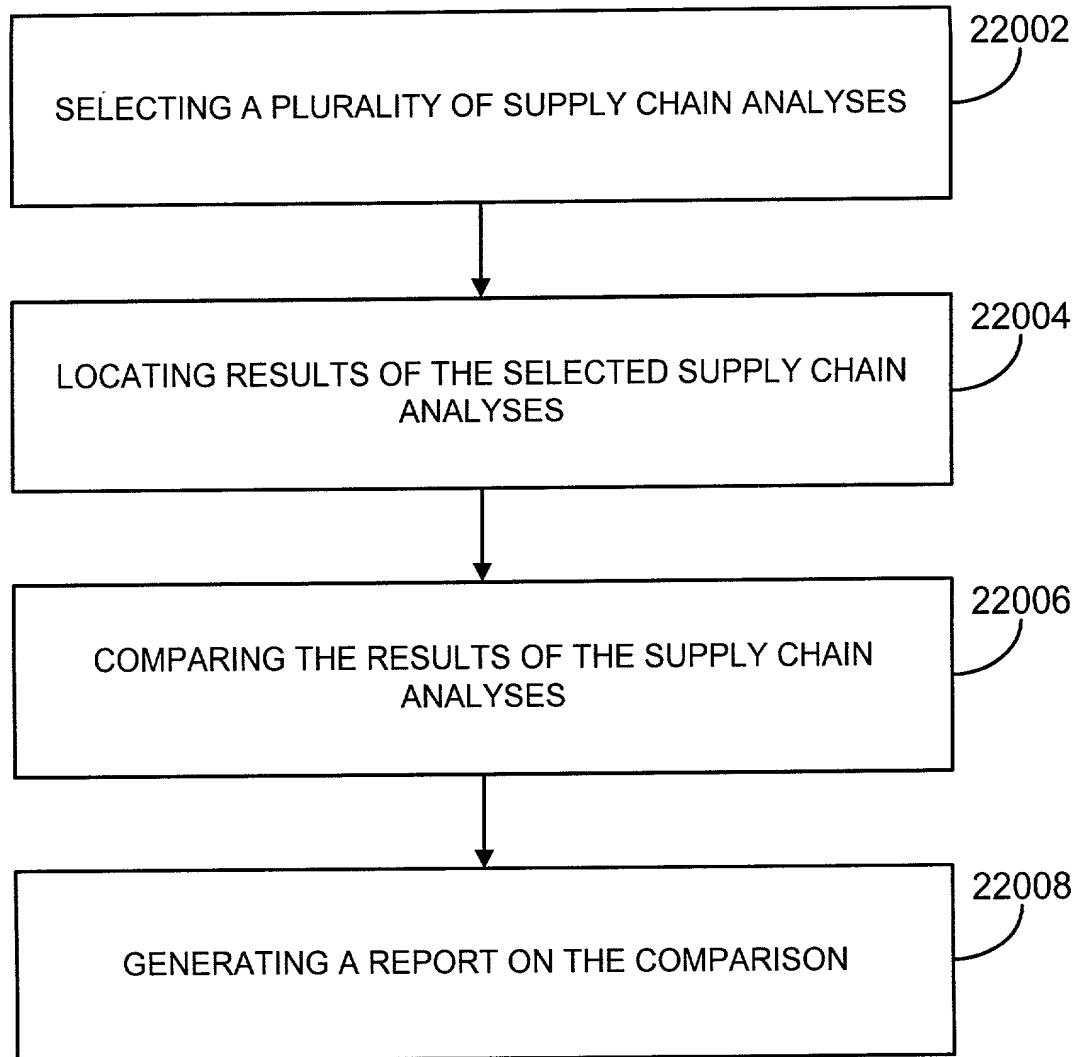 22002
SELECTING A PLURALITY OF SUPPLY CHAIN ANALYSES
22004
LOCATING RESULTS OF THE SELECTED SUPPLY CHAIN
ANALYSES
22006
COMPARING THE RESULTS OF THE SUPPLY CHAIN
ANALYSES
22008
GENERATING A REPORT ON THE COMPARISON